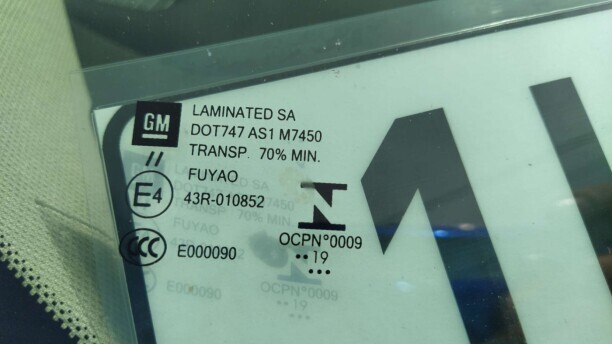 GM
LAMINATED SA
DOT747 AS1 M7450
TRANSP. 70% MIN.
//
FUYAO
E4
43R-010852
CCC
E000090
N
OCPN°0009
••19
•••